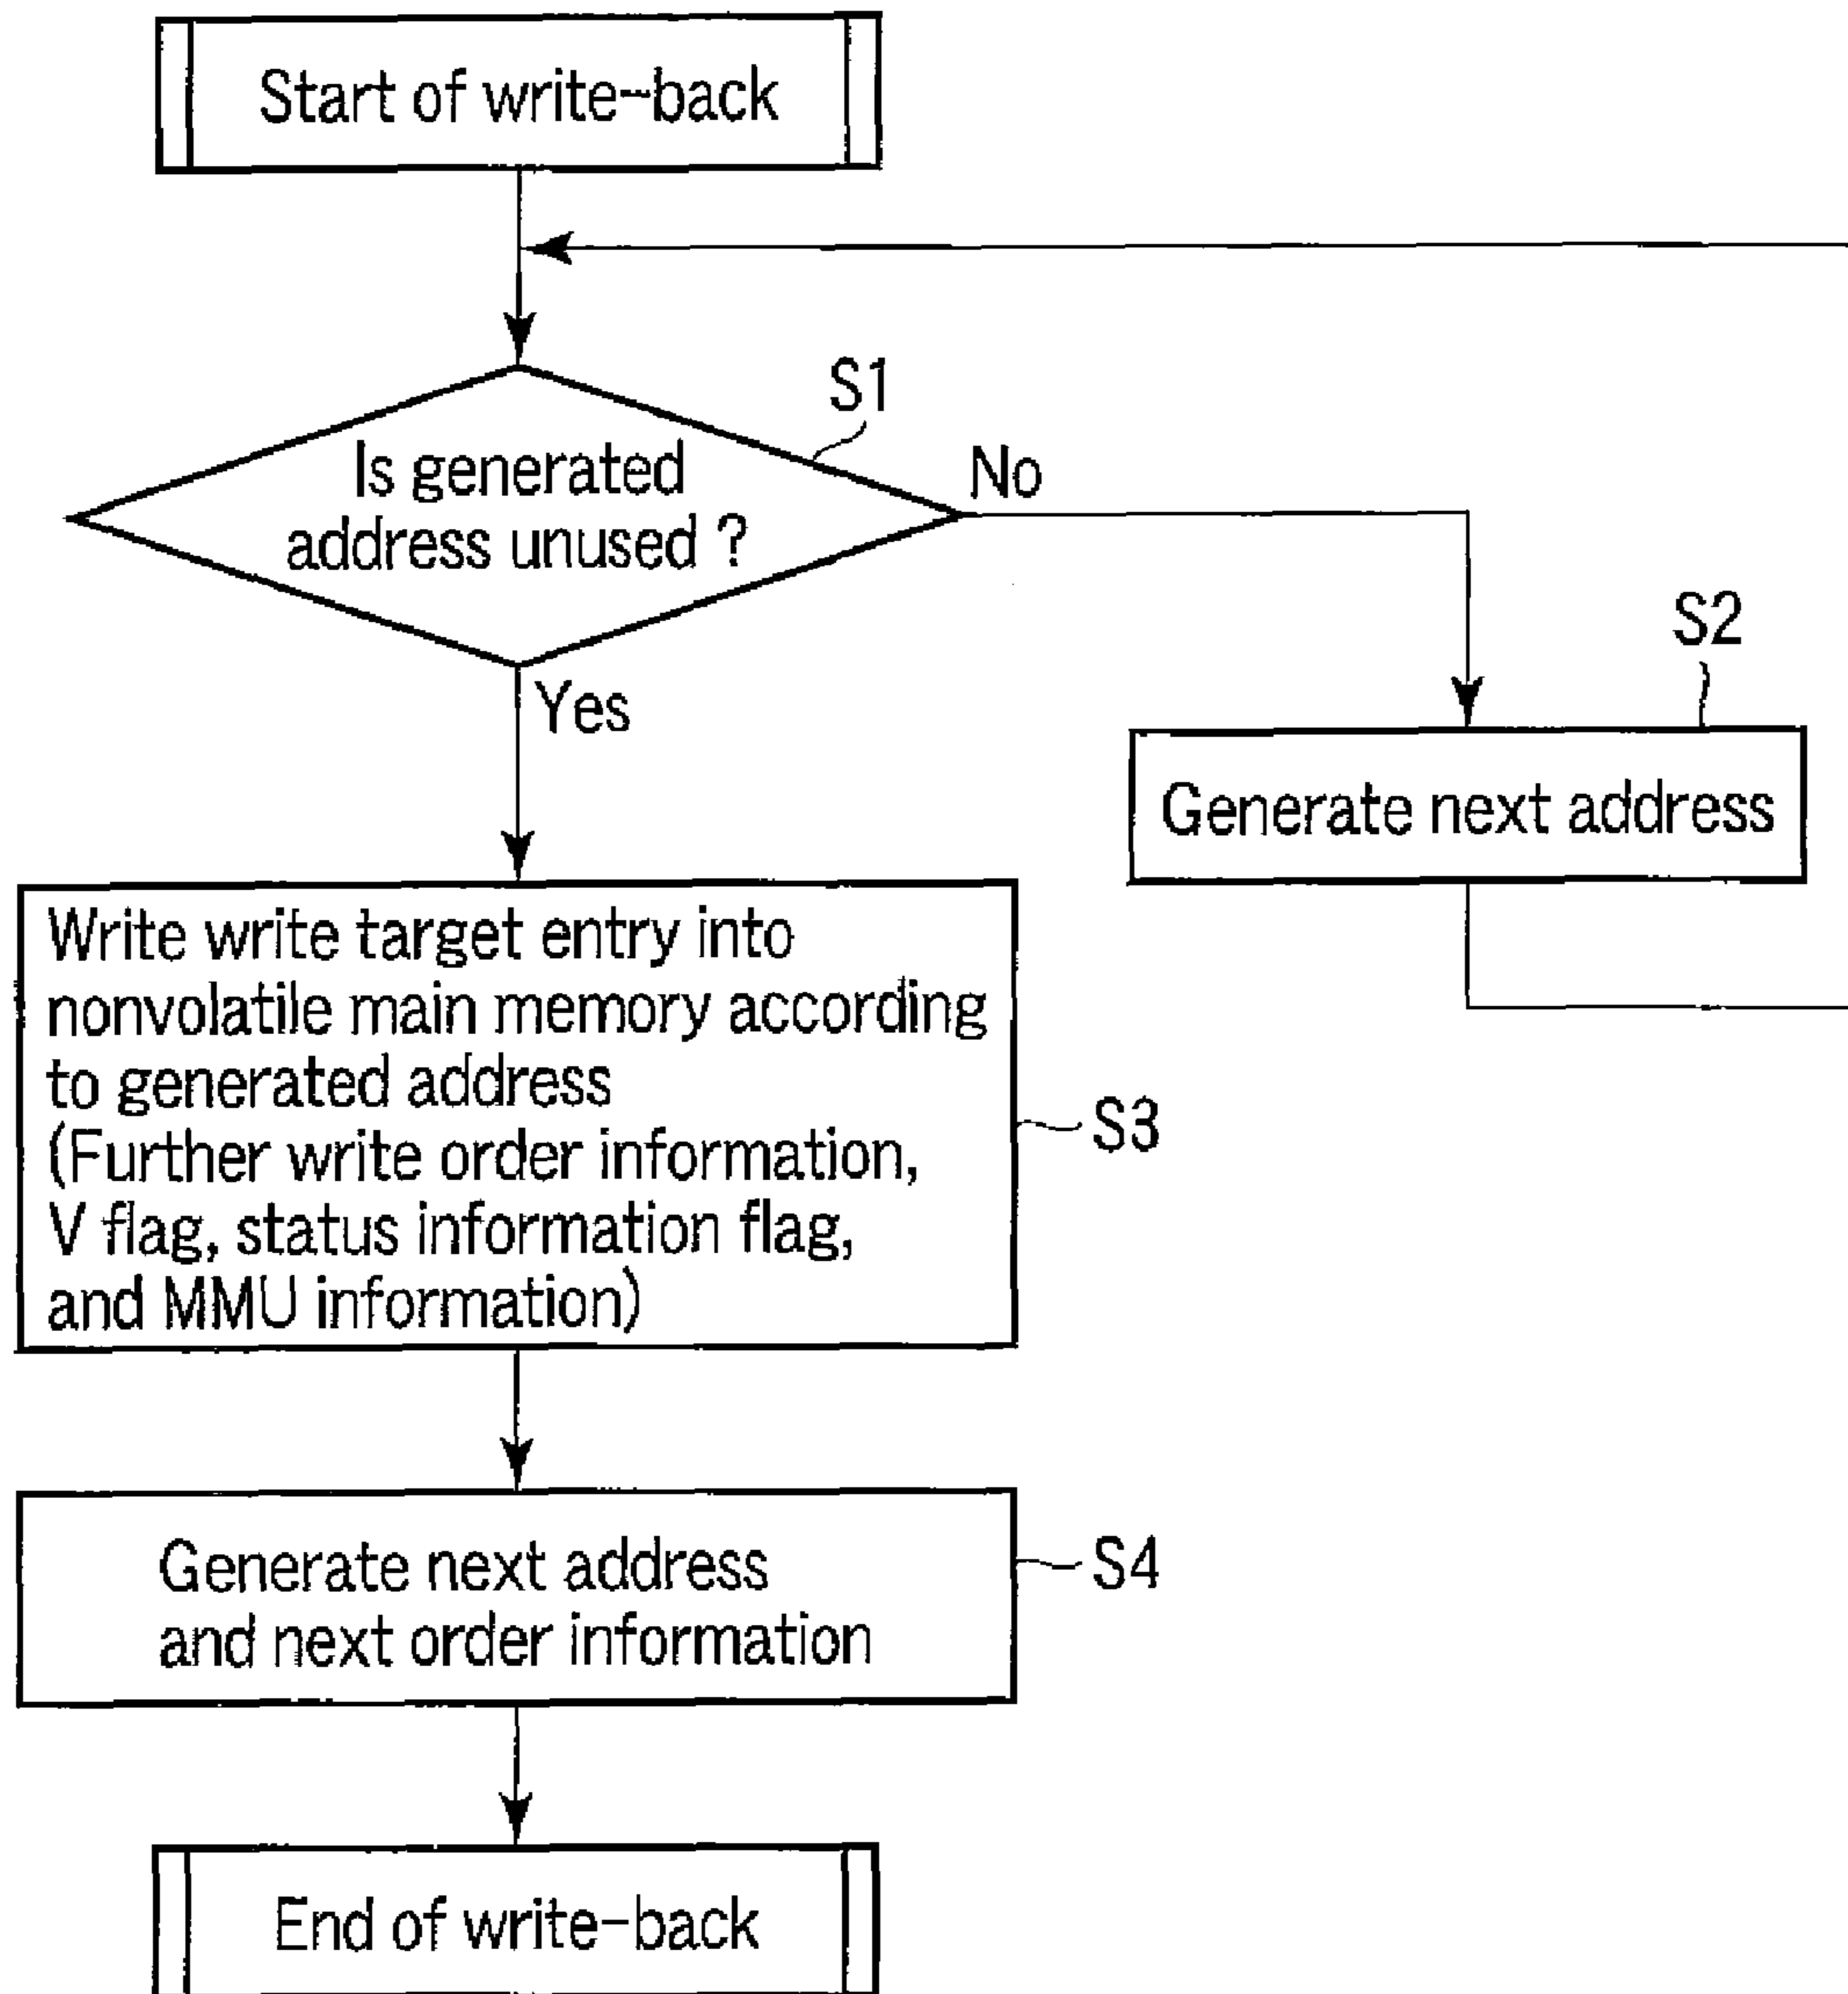 Start of write-back
S1
Is generated
address unused ?
No
Yes
S2
Generate next address
Write write target entry into
nonvolatile main memory according
to generated address
(Further write order information,
V flag, status information flag,
and MMU information)
S3
Generate next address
and next order information
S4
End of write-back